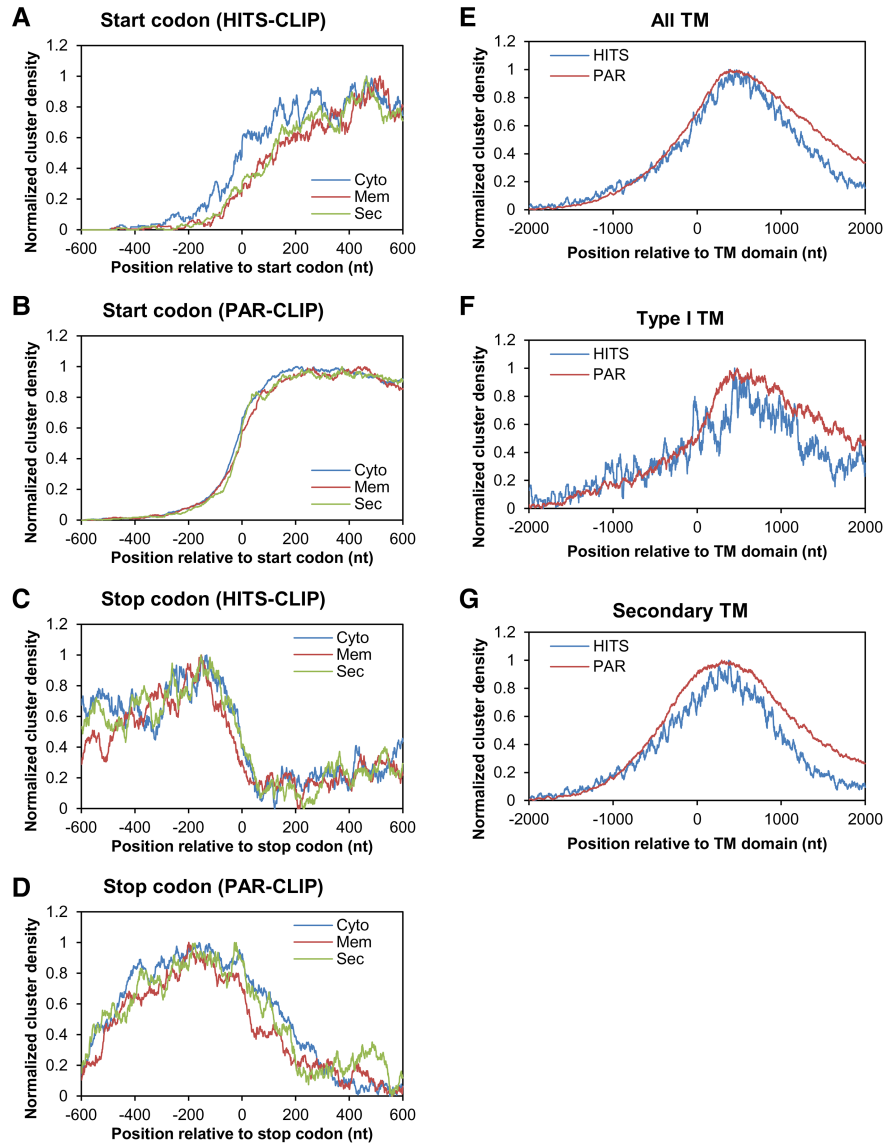 A
Start codon (HITS-CLIP)
Normalized cluster density
1.2
1
0.8
0.6
0.4
0.2
0
Cyto
Mem
Sec
-600 -400 -200 0 200 400 600
Position relative to start codon (nt)
B
Start codon (PAR-CLIP)
Normalized cluster density
1.2
1
0.8
0.6
0.4
0.2
0
Cyto
Mem
Sec
-600 -400 -200 0 200 400 600
Position relative to start codon (nt)
C
Stop codon (HITS-CLIP)
Normalized cluster density
1.2
1
0.8
0.6
0.4
0.2
0
Cyto
Mem
Sec
-600 -400 -200 0 200 400 600
Position relative to stop codon (nt)
D
Stop codon (PAR-CLIP)
Normalized cluster density
1.2
1
0.8
0.6
0.4
0.2
0
Cyto
Mem
Sec
-600 -400 -200 0 200 400 600
Position relative to stop codon (nt)
E
All TM
Normalized cluster density
1.2
1
0.8
0.6
0.4
0.2
0
HITS
PAR
-2000 -1000 0 1000 2000
Position relative to TM domain (nt)
F
Type I TM
Normalized cluster density
1.2
1
0.8
0.6
0.4
0.2
0
HITS
PAR
-2000 -1000 0 1000 2000
Position relative to TM domain (nt)
G
Secondary TM
Normalized cluster density
1.2
1
0.8
0.6
0.4
0.2
0
HITS
PAR
-2000 -1000 0 1000 2000
Position relative to TM domain (nt)